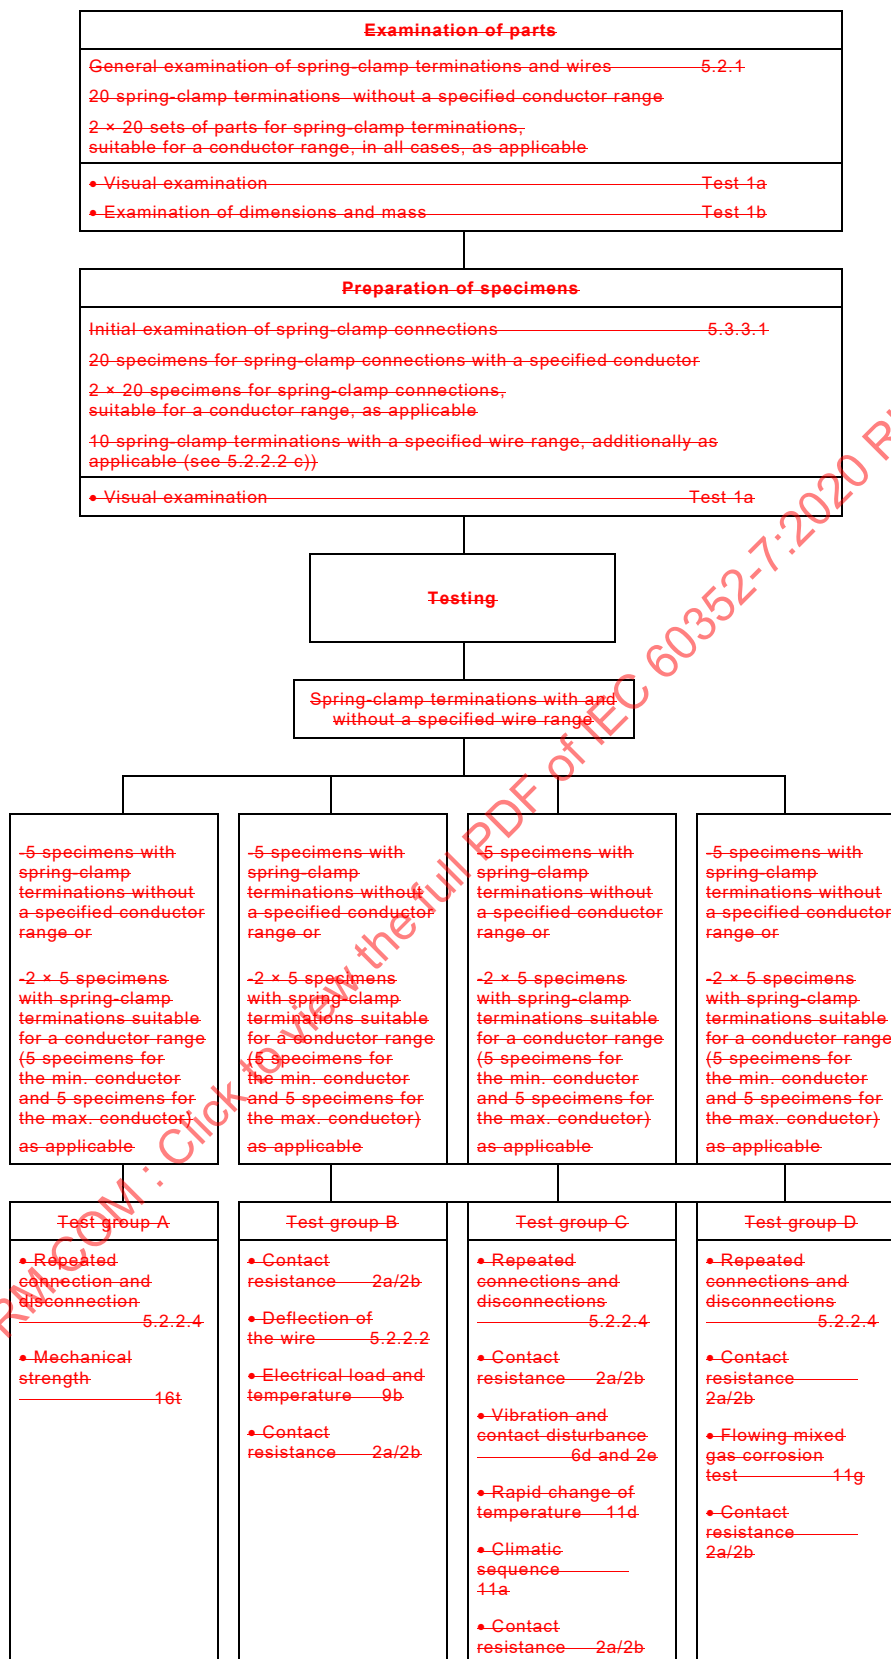 Examination of parts
General examination of spring-clamp terminations and wires 5.2.1
20 spring-clamp terminations without a specified conductor range
2 × 20 sets of parts for spring-clamp terminations,
suitable for a conductor range, in all cases, as applicable
• Visual examination Test 1a
• Examination of dimensions and mass Test 1b
Preparation of specimens
Initial examination of spring-clamp connections 5.3.3.1
20 specimens for spring-clamp connections with a specified conductor
2 × 20 specimens for spring-clamp connections,
suitable for a conductor range, as applicable
10 spring-clamp terminations with a specified wire range, additionally as
applicable (see 5.2.2.2 c))
• Visual examination Test 1a
Testing
Spring-clamp terminations with and
without a specified wire range
-5 specimens with
spring-clamp
terminations without
a specified conductor
range or
-2 × 5 specimens
with spring-clamp
terminations suitable
for a conductor range
(5 specimens for
the min. conductor
and 5 specimens for
the max. conductor)
as applicable
-5 specimens with
spring-clamp
terminations without
a specified conductor
range or
-2 × 5 specimens
with spring-clamp
terminations suitable
for a conductor range
(5 specimens for
the min. conductor
and 5 specimens for
the max. conductor)
as applicable
-5 specimens with
spring-clamp
terminations without
a specified conductor
range or
-2 × 5 specimens
with spring-clamp
terminations suitable
for a conductor range
(5 specimens for
the min. conductor
and 5 specimens for
the max. conductor)
as applicable
-5 specimens with
spring-clamp
terminations without
a specified conductor
range or
-2 × 5 specimens
with spring-clamp
terminations suitable
for a conductor range
(5 specimens for
the min. conductor
and 5 specimens for
the max. conductor)
as applicable
Test group A
• Repeated
connection and
disconnection
5.2.2.4
• Mechanical
strength
16t
Test group B
• Contact
resistance 2a/2b
• Deflection of
the wire 5.2.2.2
• Electrical load and
temperature 9b
• Contact
resistance 2a/2b
Test group C
• Repeated
connections and
disconnections
5.2.2.4
• Contact
resistance 2a/2b
• Vibration and
contact disturbance
6d and 2e
• Rapid change of
temperature 11d
• Climatic
sequence
11a
• Contact
resistance 2a/2b
Test group D
• Repeated
connections and
disconnections
5.2.2.4
• Contact
resistance
2a/2b
• Flowing mixed
gas corrosion
test 11g
• Contact
resistance
2a/2b
RM.COM : Click to view the full PDF of IEC 60352-7:2020 R